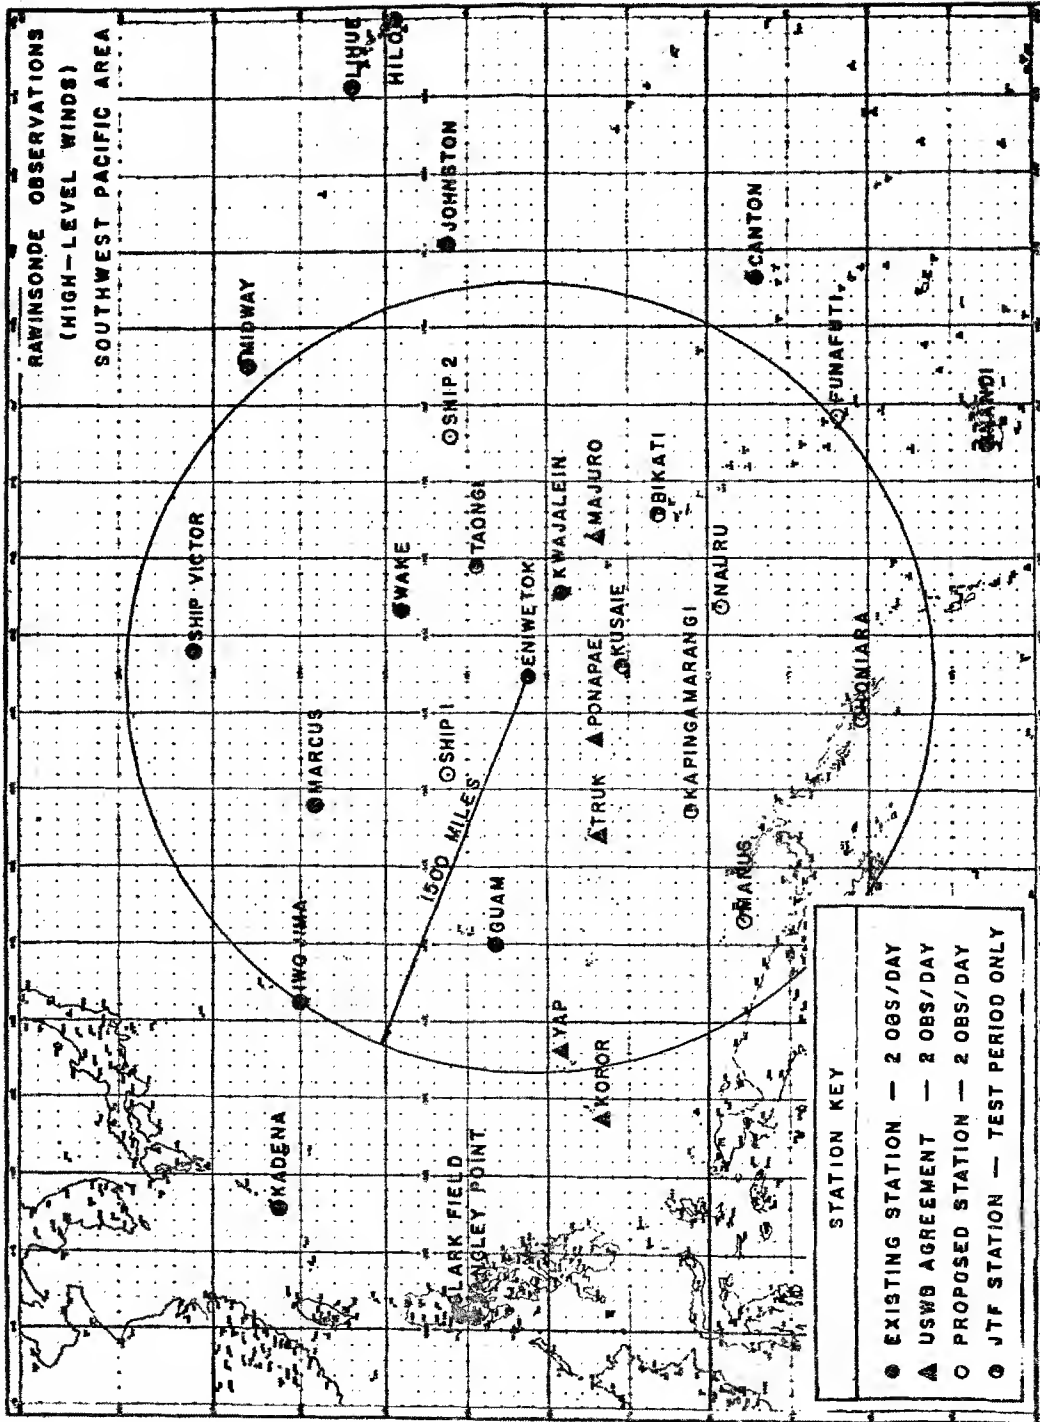 RAWINSONDE OBSERVATIONS
(HIGH-LEVEL WINDS)
SOUTHWEST PACIFIC AREA
LIHUE
HILO
MIDWAY
JOHNSTON
SHIP 2
CANTON
SHIP VICTOR
WAKE
TAONGI
KWAJALEIN
MAJURO
BIKATI
FUNAFUTI
NANDI
MARCUS
SHIP 1
ENIWETOK
KUSAIE
NAURU
PONAPAE
KAPINGAMARANGI
HONIARA
TRUK
1500 MILES
IWO JIMA
GUAM
MANUS
YAP
KOROR
KADENA
CLARK FIELD
LANGLEY POINT
STATION KEY
EXISTING STATION — 2 OBS/DAY
USWB AGREEMENT — 2 OBS/DAY
PROPOSED STATION — 2 OBS/DAY
JTF STATION — TEST PERIOD ONLY